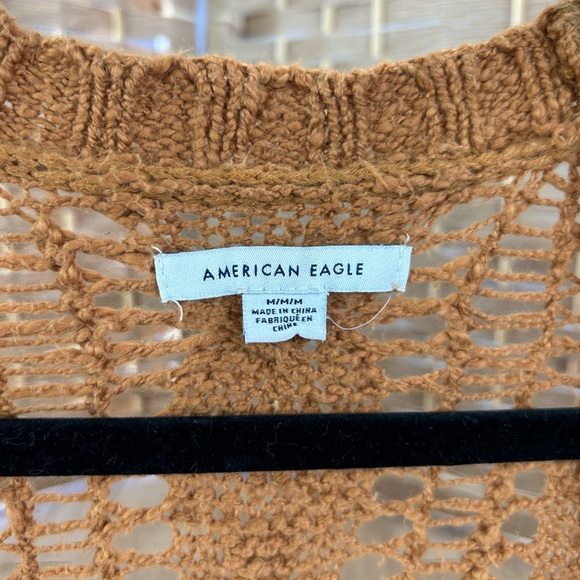 AMERICAN EAGLE
M/M/M
MADE IN CHINA
FABRIQUÉ EN
CHINE